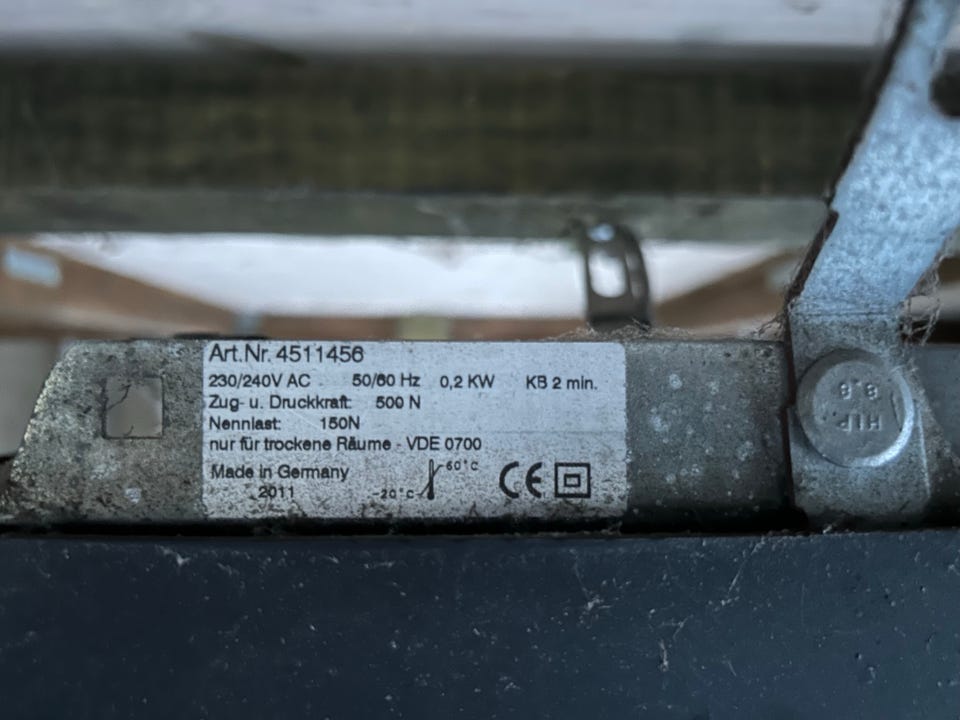 Art.Nr. 4511456
230/240V AC 50/60 Hz 0,2 KW KB 2 min.
Zug- u. Druckkraft: 500 N
Nennlast: 150N
nur für trockene Räume - VDE 0700
Made in Germany
2011
-20°C
60°C
CE
HIP.
8.8